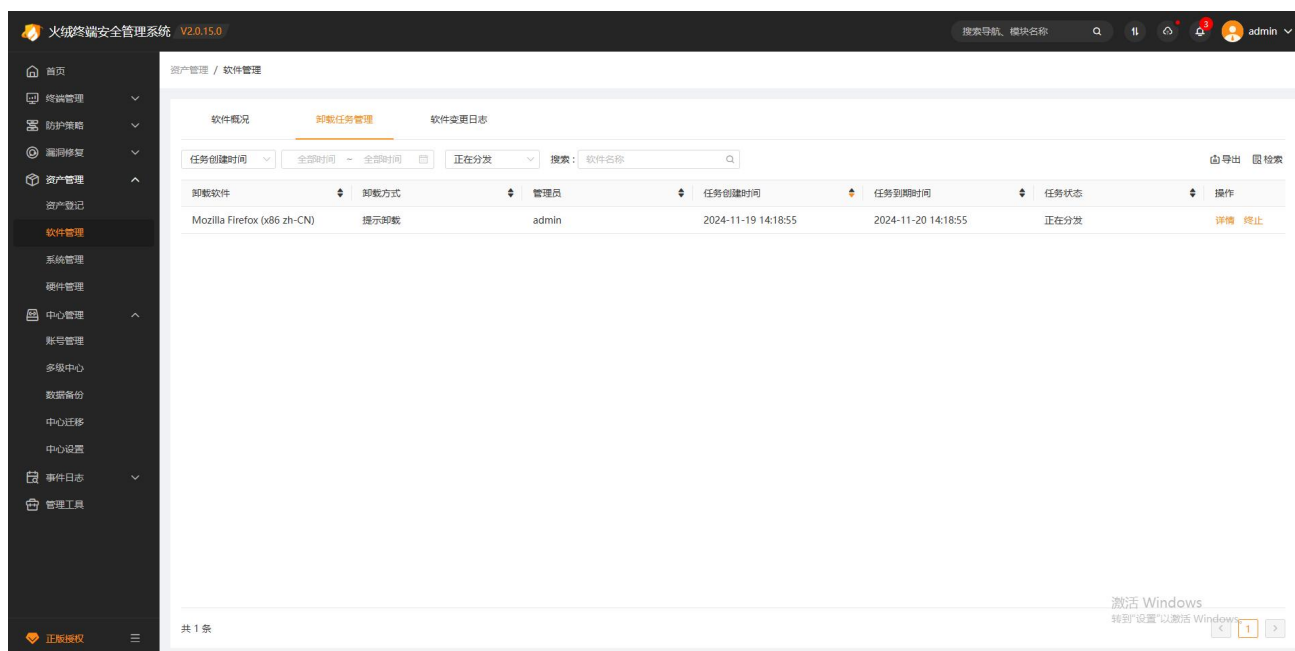 火绒终端安全管理系统 V2.0.15.0
搜索导航、模块名称
3
admin
首页
终端管理
防护策略
漏洞修复
资产管理
资产登记
软件管理
系统管理
硬件管理
中心管理
账号管理
多级中心
数据备份
中心迁移
中心设置
事件日志
管理工具
正版授权
资产管理 / 软件管理
软件概况 卸载任务管理 软件变更日志
任务创建时间 全部时间 ~ 全部时间 正在分发 搜索: 软件名称 导出 检索
卸载软件 卸载方式 管理员 任务创建时间 任务到期时间 任务状态 操作
Mozilla Firefox (x86 zh-CN) 提示卸载 admin 2024-11-19 14:18:55 2024-11-20 14:18:55 正在分发 详情 终止
激活 Windows
转到"设置"以激活 Windows。
共 1 条 < 1 >